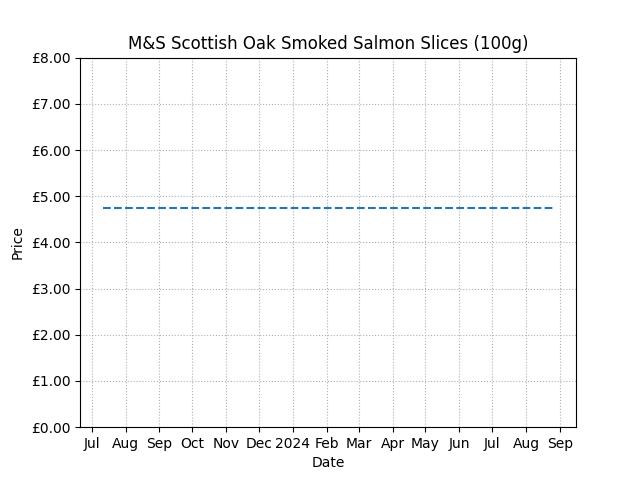 M&S Scottish Oak Smoked Salmon Slices (100g)
£8.00
£7.00
£6.00
£5.00
£4.00
£3.00
£2.00
£1.00
£0.00
Price
Jul Aug Sep Oct Nov Dec 2024 Feb Mar Apr May Jun Jul Aug Sep
Date